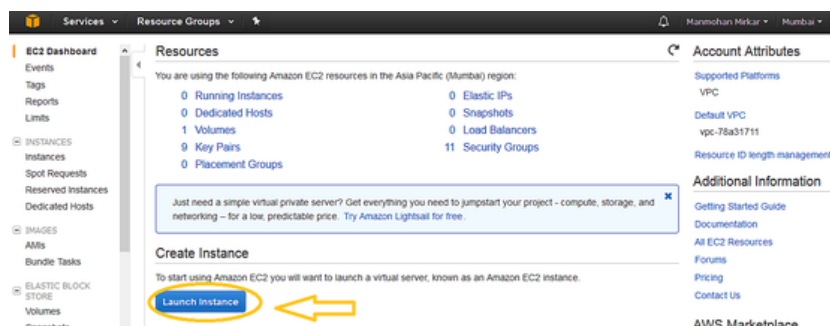 Services
Resource Groups
Manmohan Mirkar
Mumbai
EC2 Dashboard
Events
Tags
Reports
Limits
INSTANCES
Instances
Spot Requests
Reserved Instances
Dedicated Hosts
IMAGES
AMIs
Bundle Tasks
ELASTIC BLOCK
STORE
Volumes
Snapshots
Resources
You are using the following Amazon EC2 resources in the Asia Pacific (Mumbai) region:
0 Running Instances
0 Elastic IPs
0 Dedicated Hosts
0 Snapshots
1 Volumes
0 Load Balancers
9 Key Pairs
11 Security Groups
0 Placement Groups
Just need a simple virtual private server? Get everything you need to jumpstart your project - compute, storage, and
networking – for a low, predictable price. Try Amazon Lightsail for free.
Create Instance
To start using Amazon EC2 you will want to launch a virtual server, known as an Amazon EC2 instance.
Launch Instance
Account Attributes
Supported Platforms
VPC
Default VPC
vpc-78a31711
Resource ID length management
Additional Information
Getting Started Guide
Documentation
All EC2 Resources
Forums
Pricing
Contact Us
AWS Marketplace